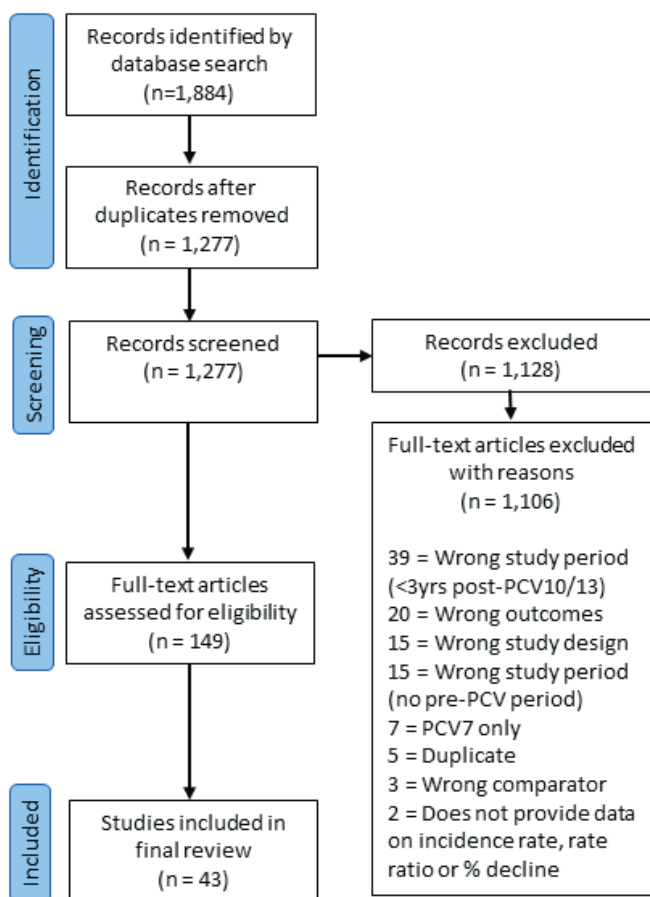 Identification
Records identified by
database search
(n=1,884)
Records after
duplicates removed
(n = 1,277)
Screening
Records screened
(n = 1,277)
Records excluded
(n = 1,128)
Full-text articles excluded
with reasons
(n = 1,106)
39 = Wrong study period
(<3yrs post-PCV10/13)
20 = Wrong outcomes
15 = Wrong study design
15 = Wrong study period
(no pre-PCV period)
7 = PCV7 only
5 = Duplicate
3 = Wrong comparator
2 = Does not provide data
on incidence rate, rate
ratio or % decline
Eligibility
Full-text articles
assessed for eligibility
(n = 149)
Included
Studies included in
final review
(n = 43)